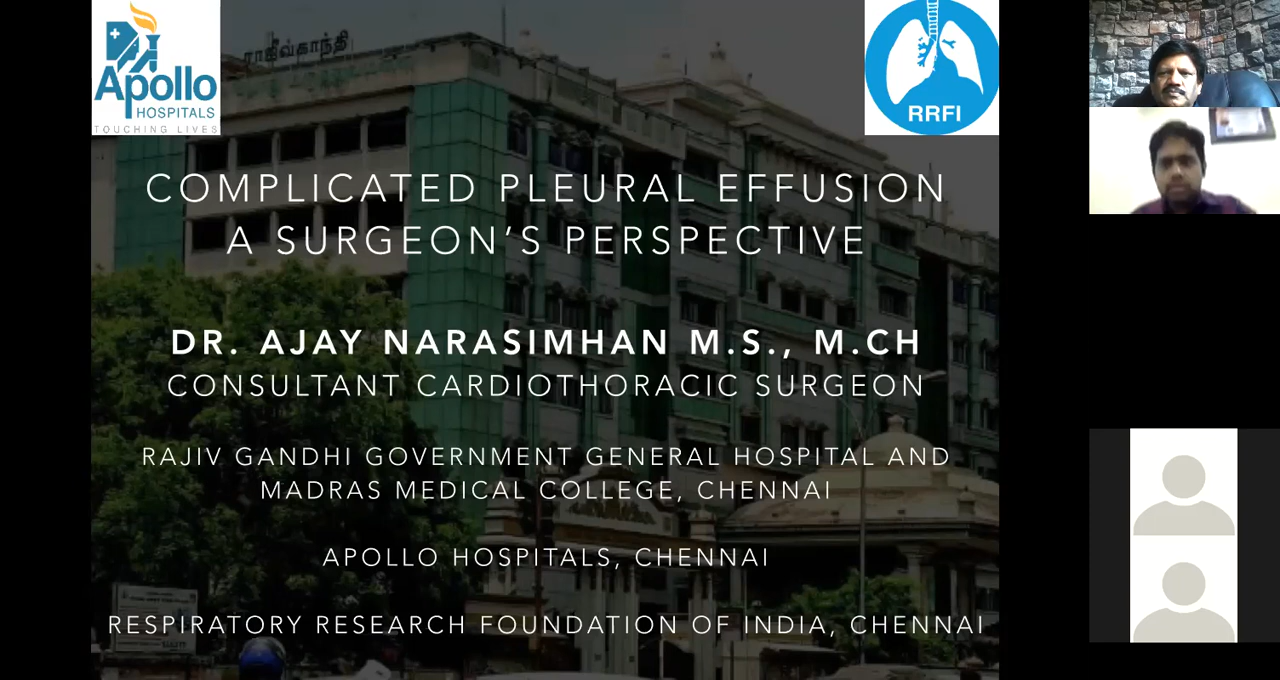 Apollo
HOSPITALS
TOUCHING LIVES
ராஜீவ்காந்தி
RRFI
COMPLICATED PLEURAL EFFUSION
A SURGEON'S PERSPECTIVE
DR. AJAY NARASIMHAN M.S., M.CH
CONSULTANT CARDIOTHORACIC SURGEON
RAJIV GANDHI GOVERNMENT GENERAL HOSPITAL AND
MADRAS MEDICAL COLLEGE, CHENNAI
APOLLO HOSPITALS, CHENNAI
RESPIRATORY RESEARCH FOUNDATION OF INDIA, CHENNAI